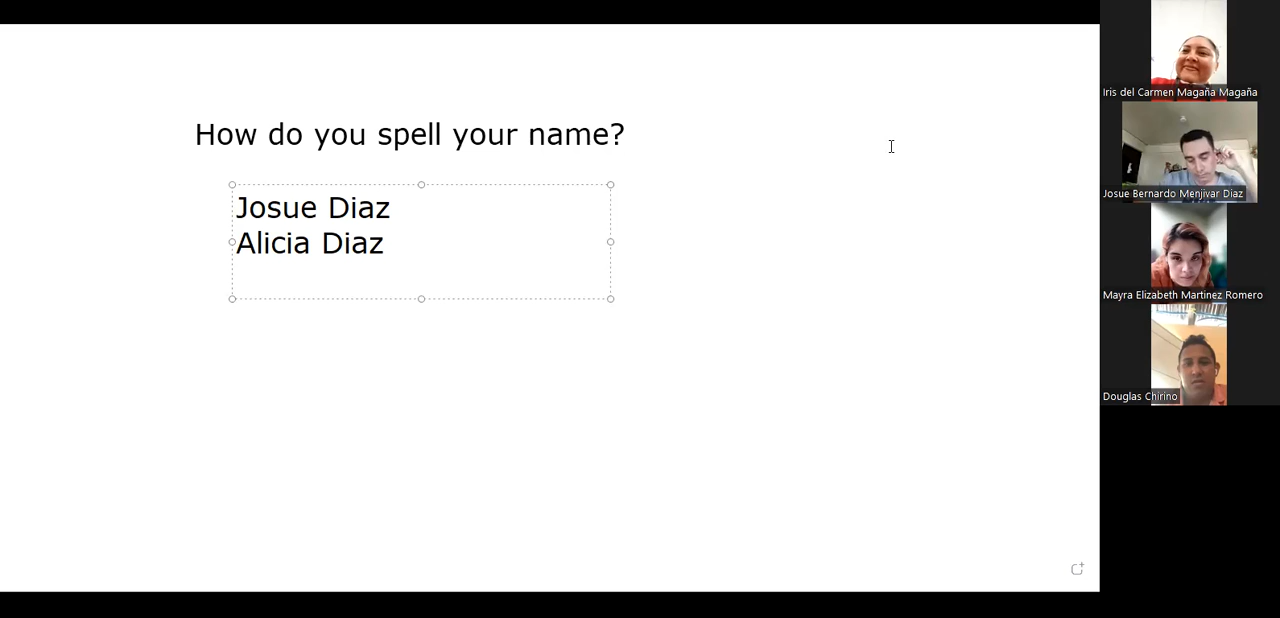 How do you spell your name?
Josue Diaz
Alicia Diaz
Iris del Carmen Magaña Magaña
Josue Bernardo Menjivar Diaz
Mayra Elizabeth Martinez Romero
Douglas Chirino